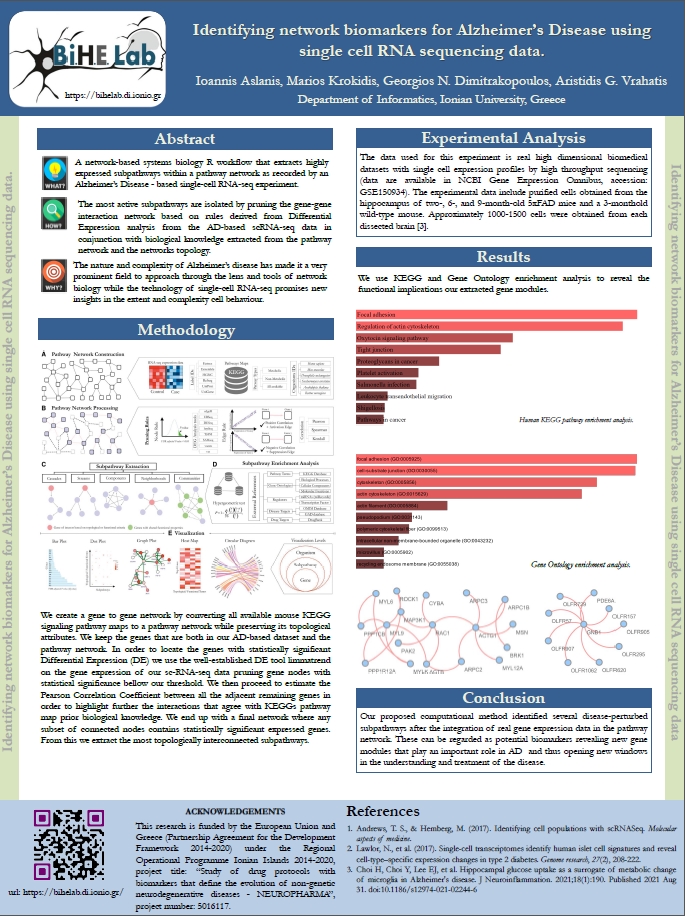 Bi.H.E. Lab
https://bihelab.di.ionio.gr
Identifying network biomarkers for Alzheimer's Disease using
single cell RNA sequencing data.
Ioannis Aslanis, Marios Krokidis, Georgios N. Dimitrakopoulos, Aristidis G. Vrahatis
Department of Informatics, Ionian University, Greece
Identifying network biomarkers for Alzheimer's Disease using single cell RNA sequencing data.
Abstract
WHAT?
A network-based systems biology R workflow that extracts highly
expressed subpathways within a pathway network as recorded by an
Alzheimer's Disease - based single-cell RNA-seq experiment.
HOW?
The most active subpathways are isolated by pruning the gene-gene
interaction network based on rules derived from Differential
Expression analysis from the AD-based scRNA-seq data in
conjunction with biological knowledge extracted from the pathway
network and the networks topology.
WHY?
The nature and complexity of Alzheimer's disease has made it a very
prominent field to approach through the lens and tools of network
biology while the technology of single-cell RNA-seq promises new
insights in the extent and complexity cell behaviour.
Methodology
A Pathway Network Construction
KEGG
Control Case
B Pathway Network Processing
Pruning Rules
Edge Rule
Pearson
Spearman
Kendall
C
Subpathway Extraction
Cascades Streams Components Neighborhoods Communities
D Subpathway Enrichment Analysis
Hypergeometric test
External References
E Visualization
Bar Plot Dot Plot Graph Plot Heat Map Circular Diagram Visualization Levels
Organism
Subpathway
Gene
We create a gene to gene network by converting all available mouse KEGG
signaling pathway maps to a pathway network while preserving its topological
attributes. We keep the genes that are both in our AD-based dataset and the
pathway network. In order to locate the genes with statistically significant
Differential Expression (DE) we use the well-established DE tool limmatrend
on the gene expression of our sc-RNA-seq data pruning gene nodes with
statistical significance bellow our threshold. We then proceed to estimate the
Pearson Correlation Coefficient between all the adjacent remaining genes in
order to highlight further the interactions that agree with KEGGs pathway
map prior biological knowledge. We end up with a final network where any
subset of connected nodes contains statistically significant expressed genes.
From this we extract the most topologically interconnected subpathways.
Experimental Analysis
The data used for this experiment is real high dimensional biomedical
datasets with single cell expression profiles by high throughput sequencing
(data are available in NCBI Gene Expression Omnibus, accession:
GSE150934). The experimental data include purified cells obtained from the
hippocampus of two-, 6-, and 9-month-old 5xFAD mice and a 3-monthold
wild-type mouse. Approximately 1000-1500 cells were obtained from each
dissected brain [3].
Results
We use KEGG and Gene Ontology enrichment analysis to reveal the
functional implications our extracted gene modules.
Focal adhesion
Regulation of actin cytoskeleton
Oxytocin signaling pathway
Tight junction
Proteoglycans in cancer
Platelet activation
Salmonella infection
Leukocyte transendothelial migration
Shigellosis
Pathways in cancer
Human KEGG pathway enrichment analysis.
focal adhesion (GO:0005925)
cell-substrate junction (GO:0030055)
cytoskeleton (GO:0005856)
actin cytoskeleton (GO:0015629)
actin filament (GO:0005884)
Gene Ontology enrichment analysis.
MYL6
ROCK1
CYBA
MAP3K1
PPP1CB
MYL9
RAC1
PAK2
PPP1R12A
ARPC3
ARPC1B
ACTG1
MSN
BRK1
ARPC2
MYL12A
OLFR729
PDE6A
OLFR57
OLFR157
GNB1
OLFR905
OLFR907
OLFR295
OLFR1062
OLFR620
Conclusion
Our proposed computational method identified several disease-perturbed
subpathways after the integration of real gene expression data in the pathway
network. These can be regarded as potential biomarkers revealing new gene
modules that play an important role in AD and thus opening new windows
in the understanding and treatment of the disease.
Identifying network biomarkers for Alzheimer's Disease using single cell RNA sequencing data
url: https://bihelab.di.ionio.gr/
ACKNOWLEDGEMENTS
This research is funded by the European Union and
Greece (Partnership Agreement for the Development
Framework 2014-2020) under the Regional
Operational Programme Ionian Islands 2014-2020,
project title: "Study of drug protocols with
biomarkers that define the evolution of non-genetic
neurodegenerative diseases - NEUROPHARMA",
project number: 5016117.
References
1. Andrews, T. S., & Hemberg, M. (2017). Identifying cell populations with scRNASeq. Molecular
aspects of medicine.
2. Lawlor, N., et al. (2017). Single-cell transcriptomes identify human islet cell signatures and reveal
cell-type-specific expression changes in type 2 diabetes. Genome research, 27(2), 208-222.
3. Choi H, Choi Y, Lee EJ, et al. Hippocampal glucose uptake as a surrogate of metabolic change
of microglia in Alzheimer's disease. J Neuroinflammation. 2021;18(1):190. Published 2021 Aug
31. doi:10.1186/s12974-021-02244-6